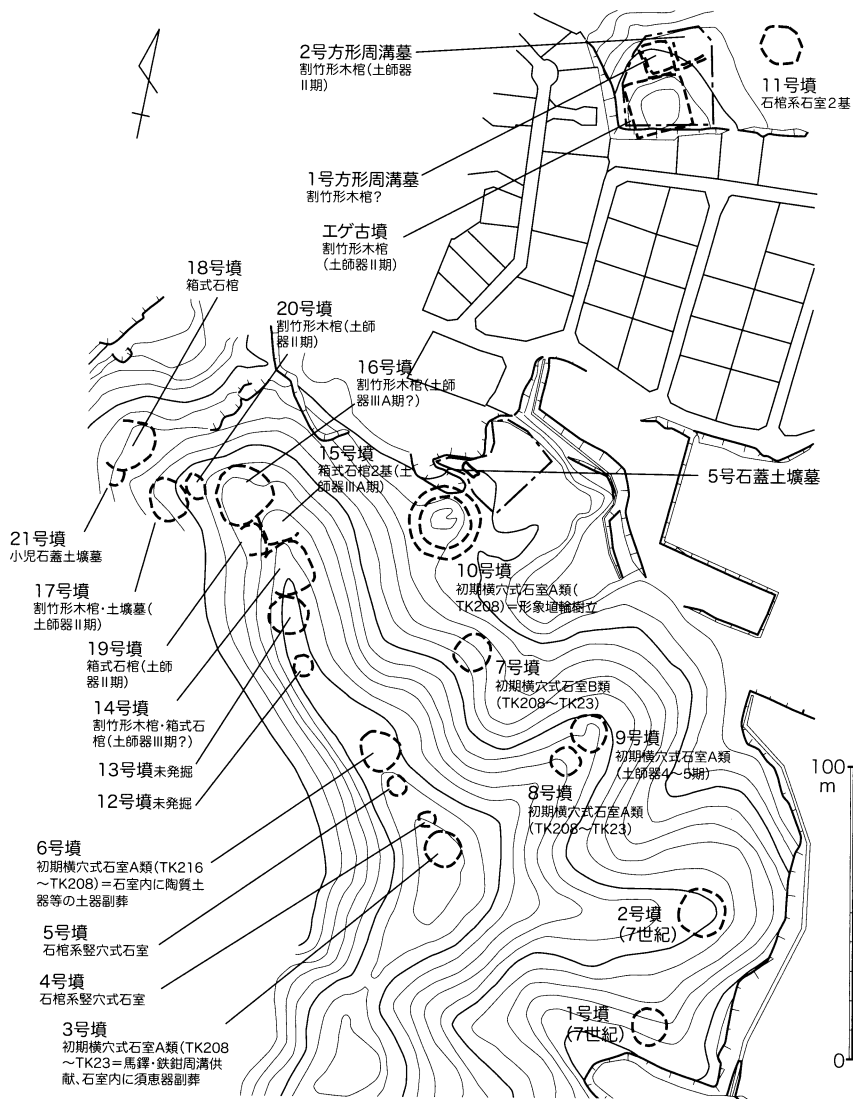 2号方形周溝墓
割竹形木棺(土師器
Ⅱ期)
11号墳
石棺系石室2基
1号方形周溝墓
割竹形木棺?
エゲ古墳
割竹形木棺
(土師器Ⅱ期)
18号墳
箱式石棺
20号墳
割竹形木棺(土師
器Ⅱ期)
16号墳
割竹形木棺(土師
器ⅢA期?)
15号墳
箱式石棺2基(土
師器ⅢA期)
5号石蓋土壙墓
21号墳
小児石蓋土壙墓
17号墳
割竹形木棺・土壙墓(
土師器Ⅱ期)
10号墳
初期横穴式石室A類(
TK208)=形象埴輪樹立
19号墳
箱式石棺(土師
器Ⅱ期)
7号墳
初期横穴式石室B類
(TK208〜TK23)
14号墳
割竹形木棺・箱式石
棺(土師器Ⅲ期?)
9号墳
初期横穴式石室A類
(土師器4〜5期)
13号墳未発掘
12号墳未発掘
8号墳
初期横穴式石室A類
(TK208〜TK23)
100
m
6号墳
初期横穴式石室A類(TK216
〜TK208)=石室内に陶質土
器等の土器副葬
2号墳
(7世紀)
5号墳
石棺系竪穴式石室
4号墳
石棺系竪穴式石室
1号墳
(7世紀)
3号墳
初期横穴式石室A類(TK208
〜TK23=馬鐸・鉄鉗周溝供
献、石室内に須恵器副葬
0